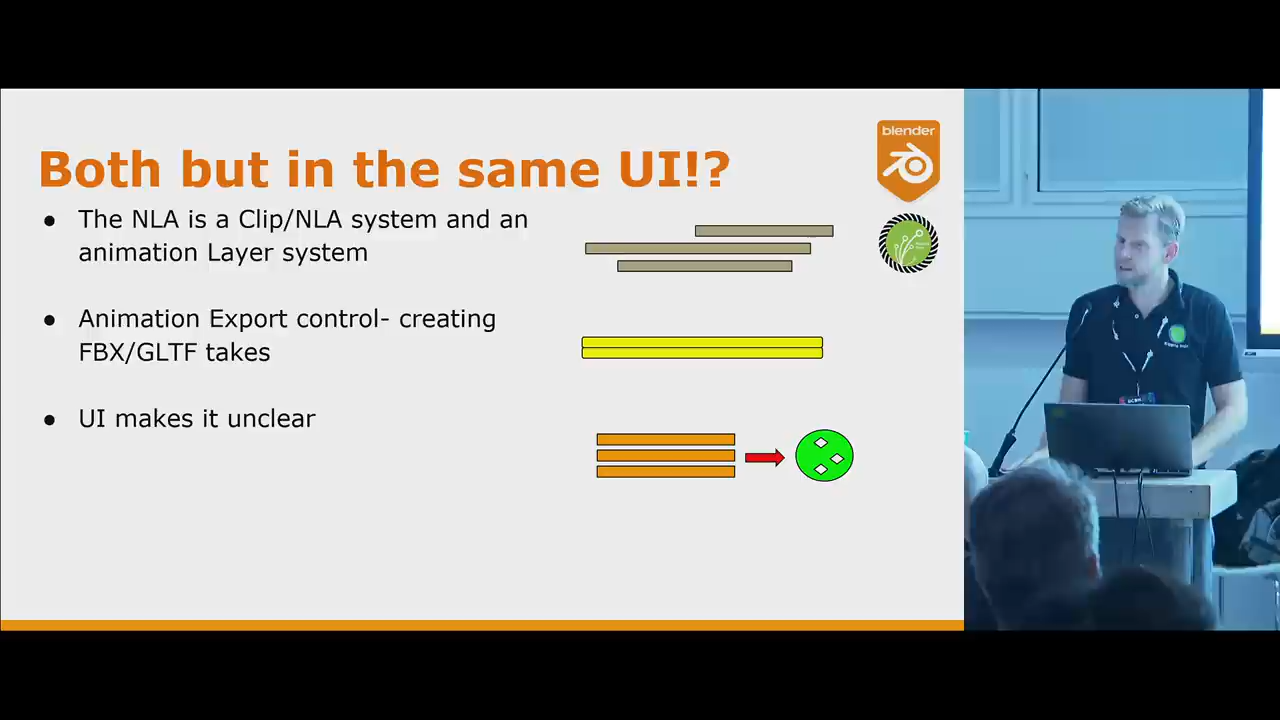 Both but in the same UI!?
blender
● The NLA is a Clip/NLA system and an
animation Layer system
● Animation Export control- creating
FBX/GLTF takes
● UI makes it unclear